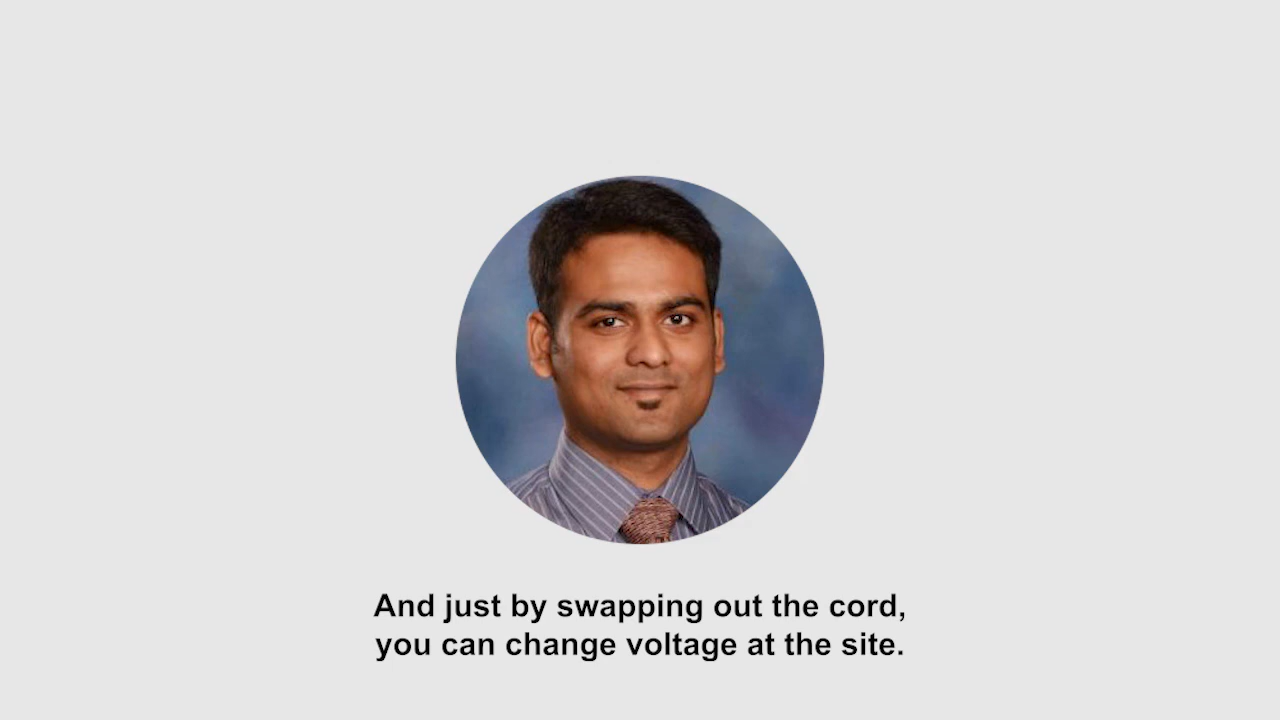 And just by swapping out the cord,
you can change voltage at the site.